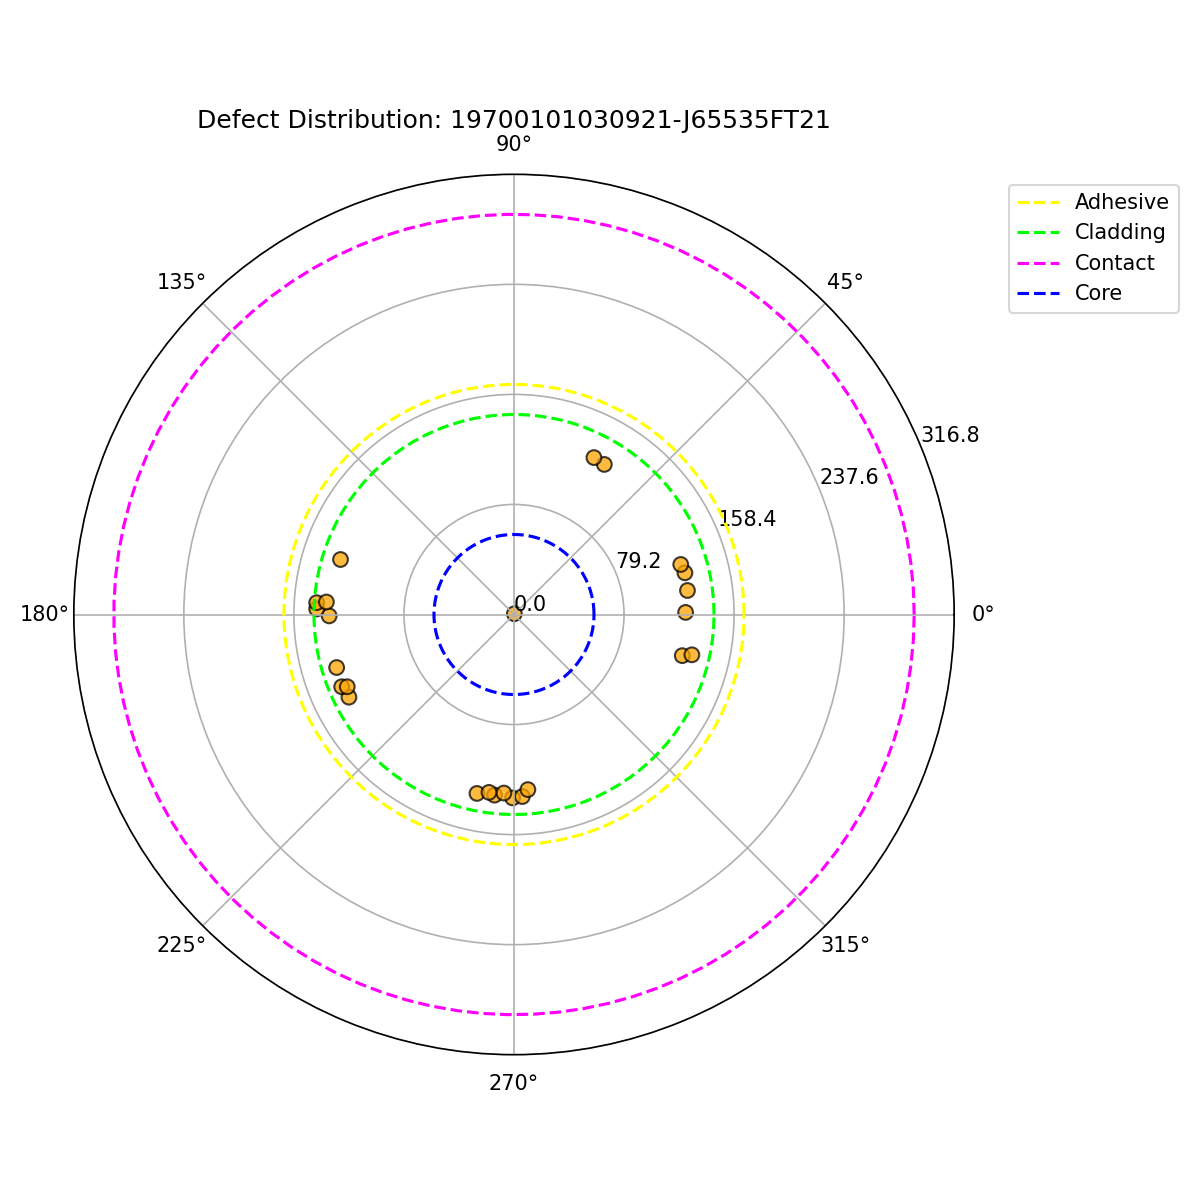 Defect Distribution: 19700101030921-J65535FT21
90°
135°
45°
180°
0°
225°
315°
270°
0.0
79.2
158.4
237.6
316.8
Adhesive
Cladding
Contact
Core